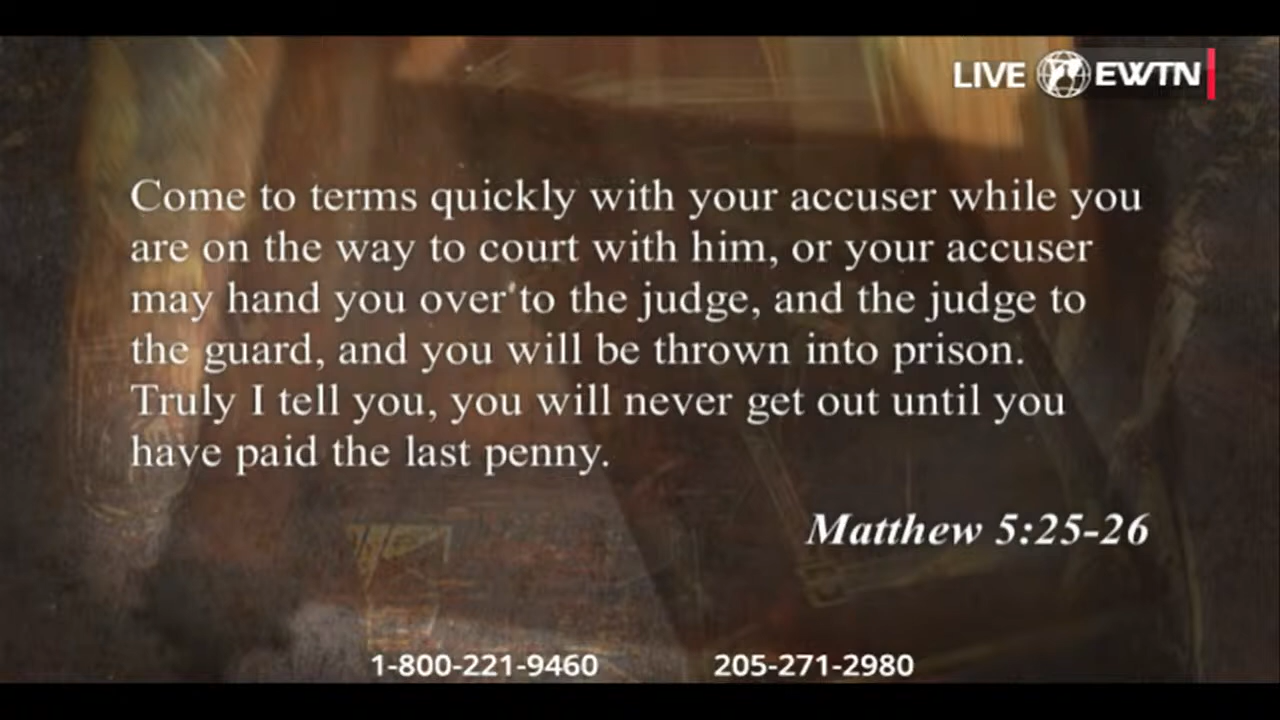 LIVE EWTN
Come to terms quickly with your accuser while you
are on the way to court with him, or your accuser
may hand you over to the judge, and the judge to
the guard, and you will be thrown into prison.
Truly I tell you, you will never get out until you
have paid the last penny.
Matthew 5:25-26
1-800-221-9460 205-271-2980